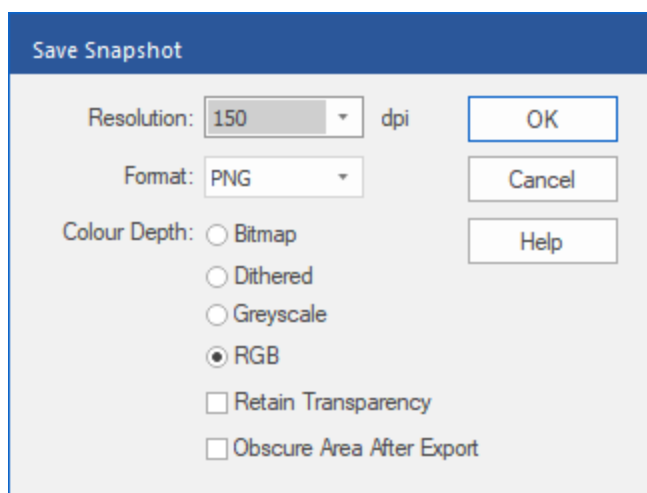 Save Snapshot
Resolution: 150 dpi OK
Format: PNG Cancel
Colour Depth: Bitmap Help
Dithered
Greyscale
RGB
Retain Transparency
Obscure Area After Export